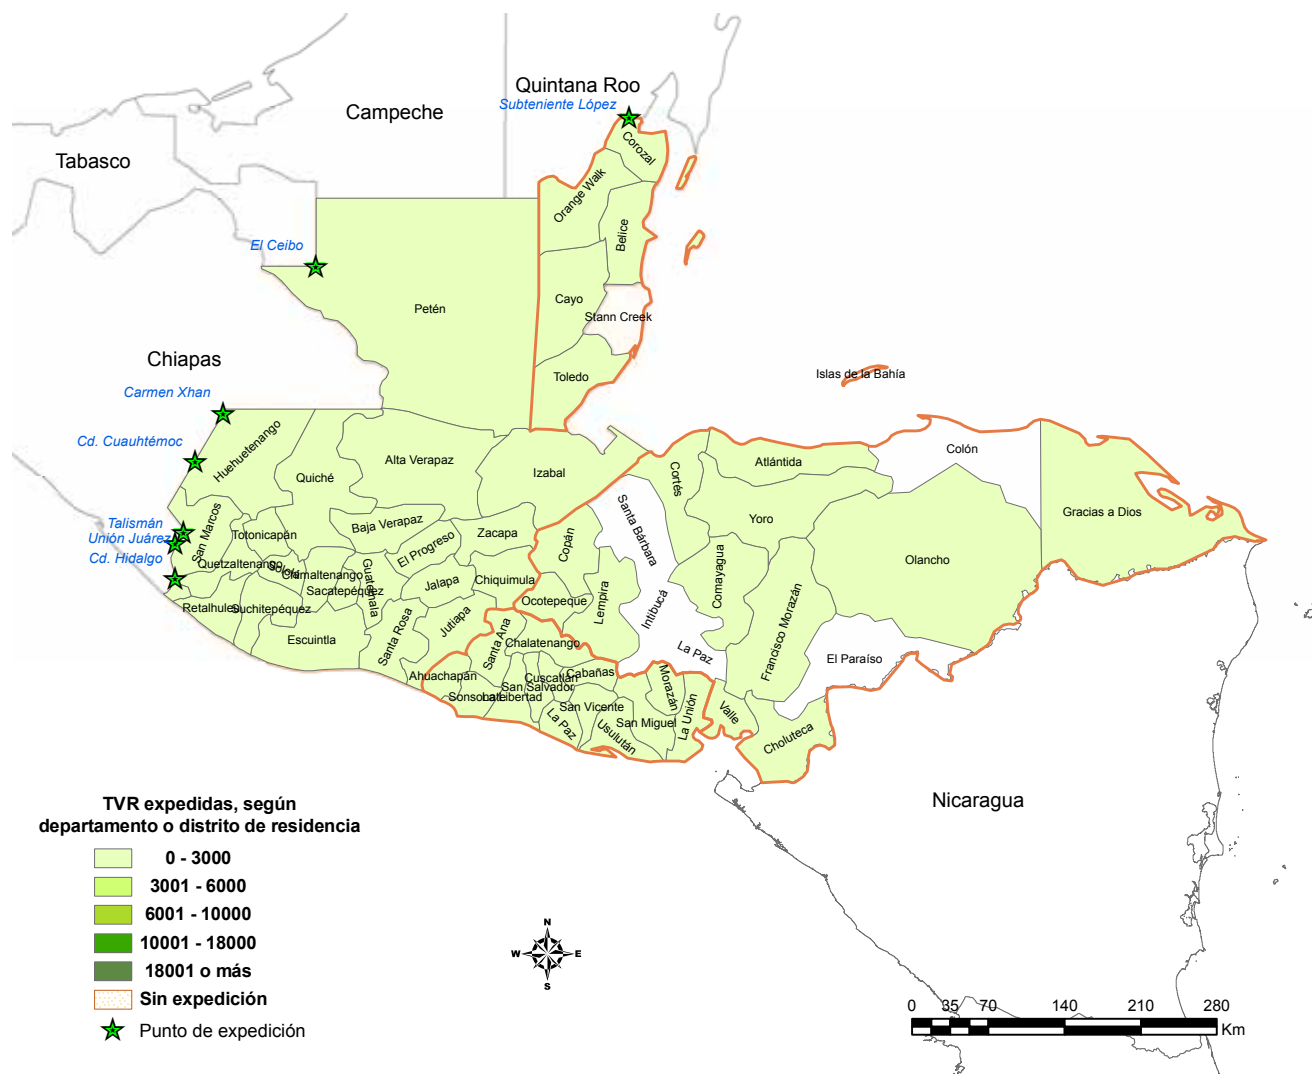 Quintana Roo
Subteniente López
Campeche
Tabasco
Corozal
Orange Walk
Belice
El Ceibo
Petén
Cayo
Stann Creek
Toledo
Chiapas
Carmen Xhan
Islas de la Bahía
Cd. Cuauhtémoc
Huehuetenango
Quiché
Alta Verapaz
Izabal
Cortés
Atlántida
Colón
Gracias a Dios
Talismán
Unión Juárez
Cd. Hidalgo
San Marcos
Totonicapán
Baja Verapaz
El Progreso
Zacapa
Copán
Santa Bárbara
Yoro
Olancho
Quetzaltenango
Sololá
Chimaltenango
Sacatepéquez
Guatemala
Jalapa
Chiquimula
Ocotepeque
Lempira
Intibucá
Comayagua
Francisco Morazán
Retalhuleu
Suchitepéquez
Escuintla
Santa Rosa
Jutiapa
Santa Ana
Chalatenango
La Paz
El Paraíso
Ahuachapán
Sonsonate
La Libertad
San Salvador
Cuscatlán
Cabañas
San Vicente
La Paz
Usulután
San Miguel
Morazán
La Unión
Valle
Choluteca
Nicaragua
TVR expedidas, según
departamento o distrito de residencia
0 - 3000
3001 - 6000
6001 - 10000
10001 - 18000
18001 o más
Sin expedición
Punto de expedición
N
W E
S
0 35 70 140 210 280
Km